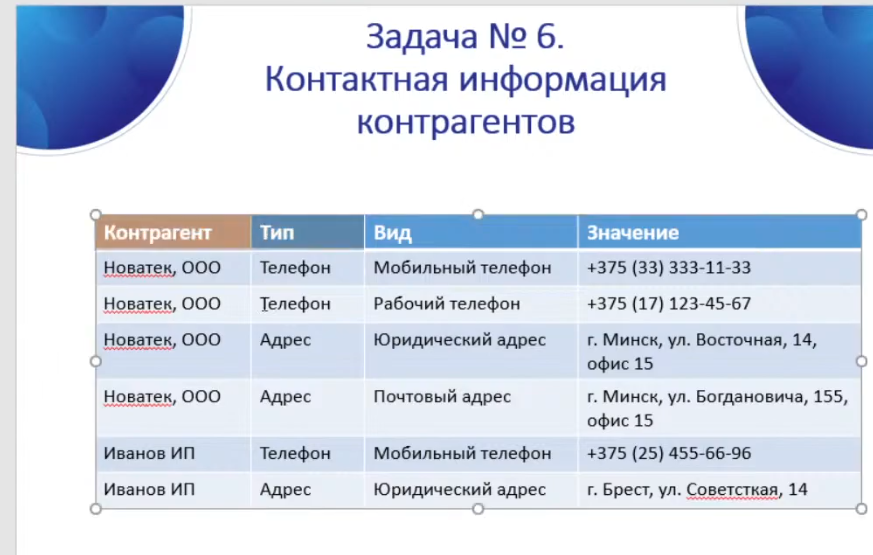 Задача № 6.
Контактная информация
контрагентов
Контрагент Тип Вид Значение
Новатек, ООО Телефон Мобильный телефон +375 (33) 333-11-33
Новатек, ООО Телефон Рабочий телефон +375 (17) 123-45-67
Новатек, ООО Адрес Юридический адрес г. Минск, ул. Восточная, 14,
офис 15
Новатек, ООО Адрес Почтовый адрес г. Минск, ул. Богдановича, 155,
офис 15
Иванов ИП Телефон Мобильный телефон +375 (25) 455-66-96
Иванов ИП Адрес Юридический адрес г. Брест, ул. Советсткая, 14